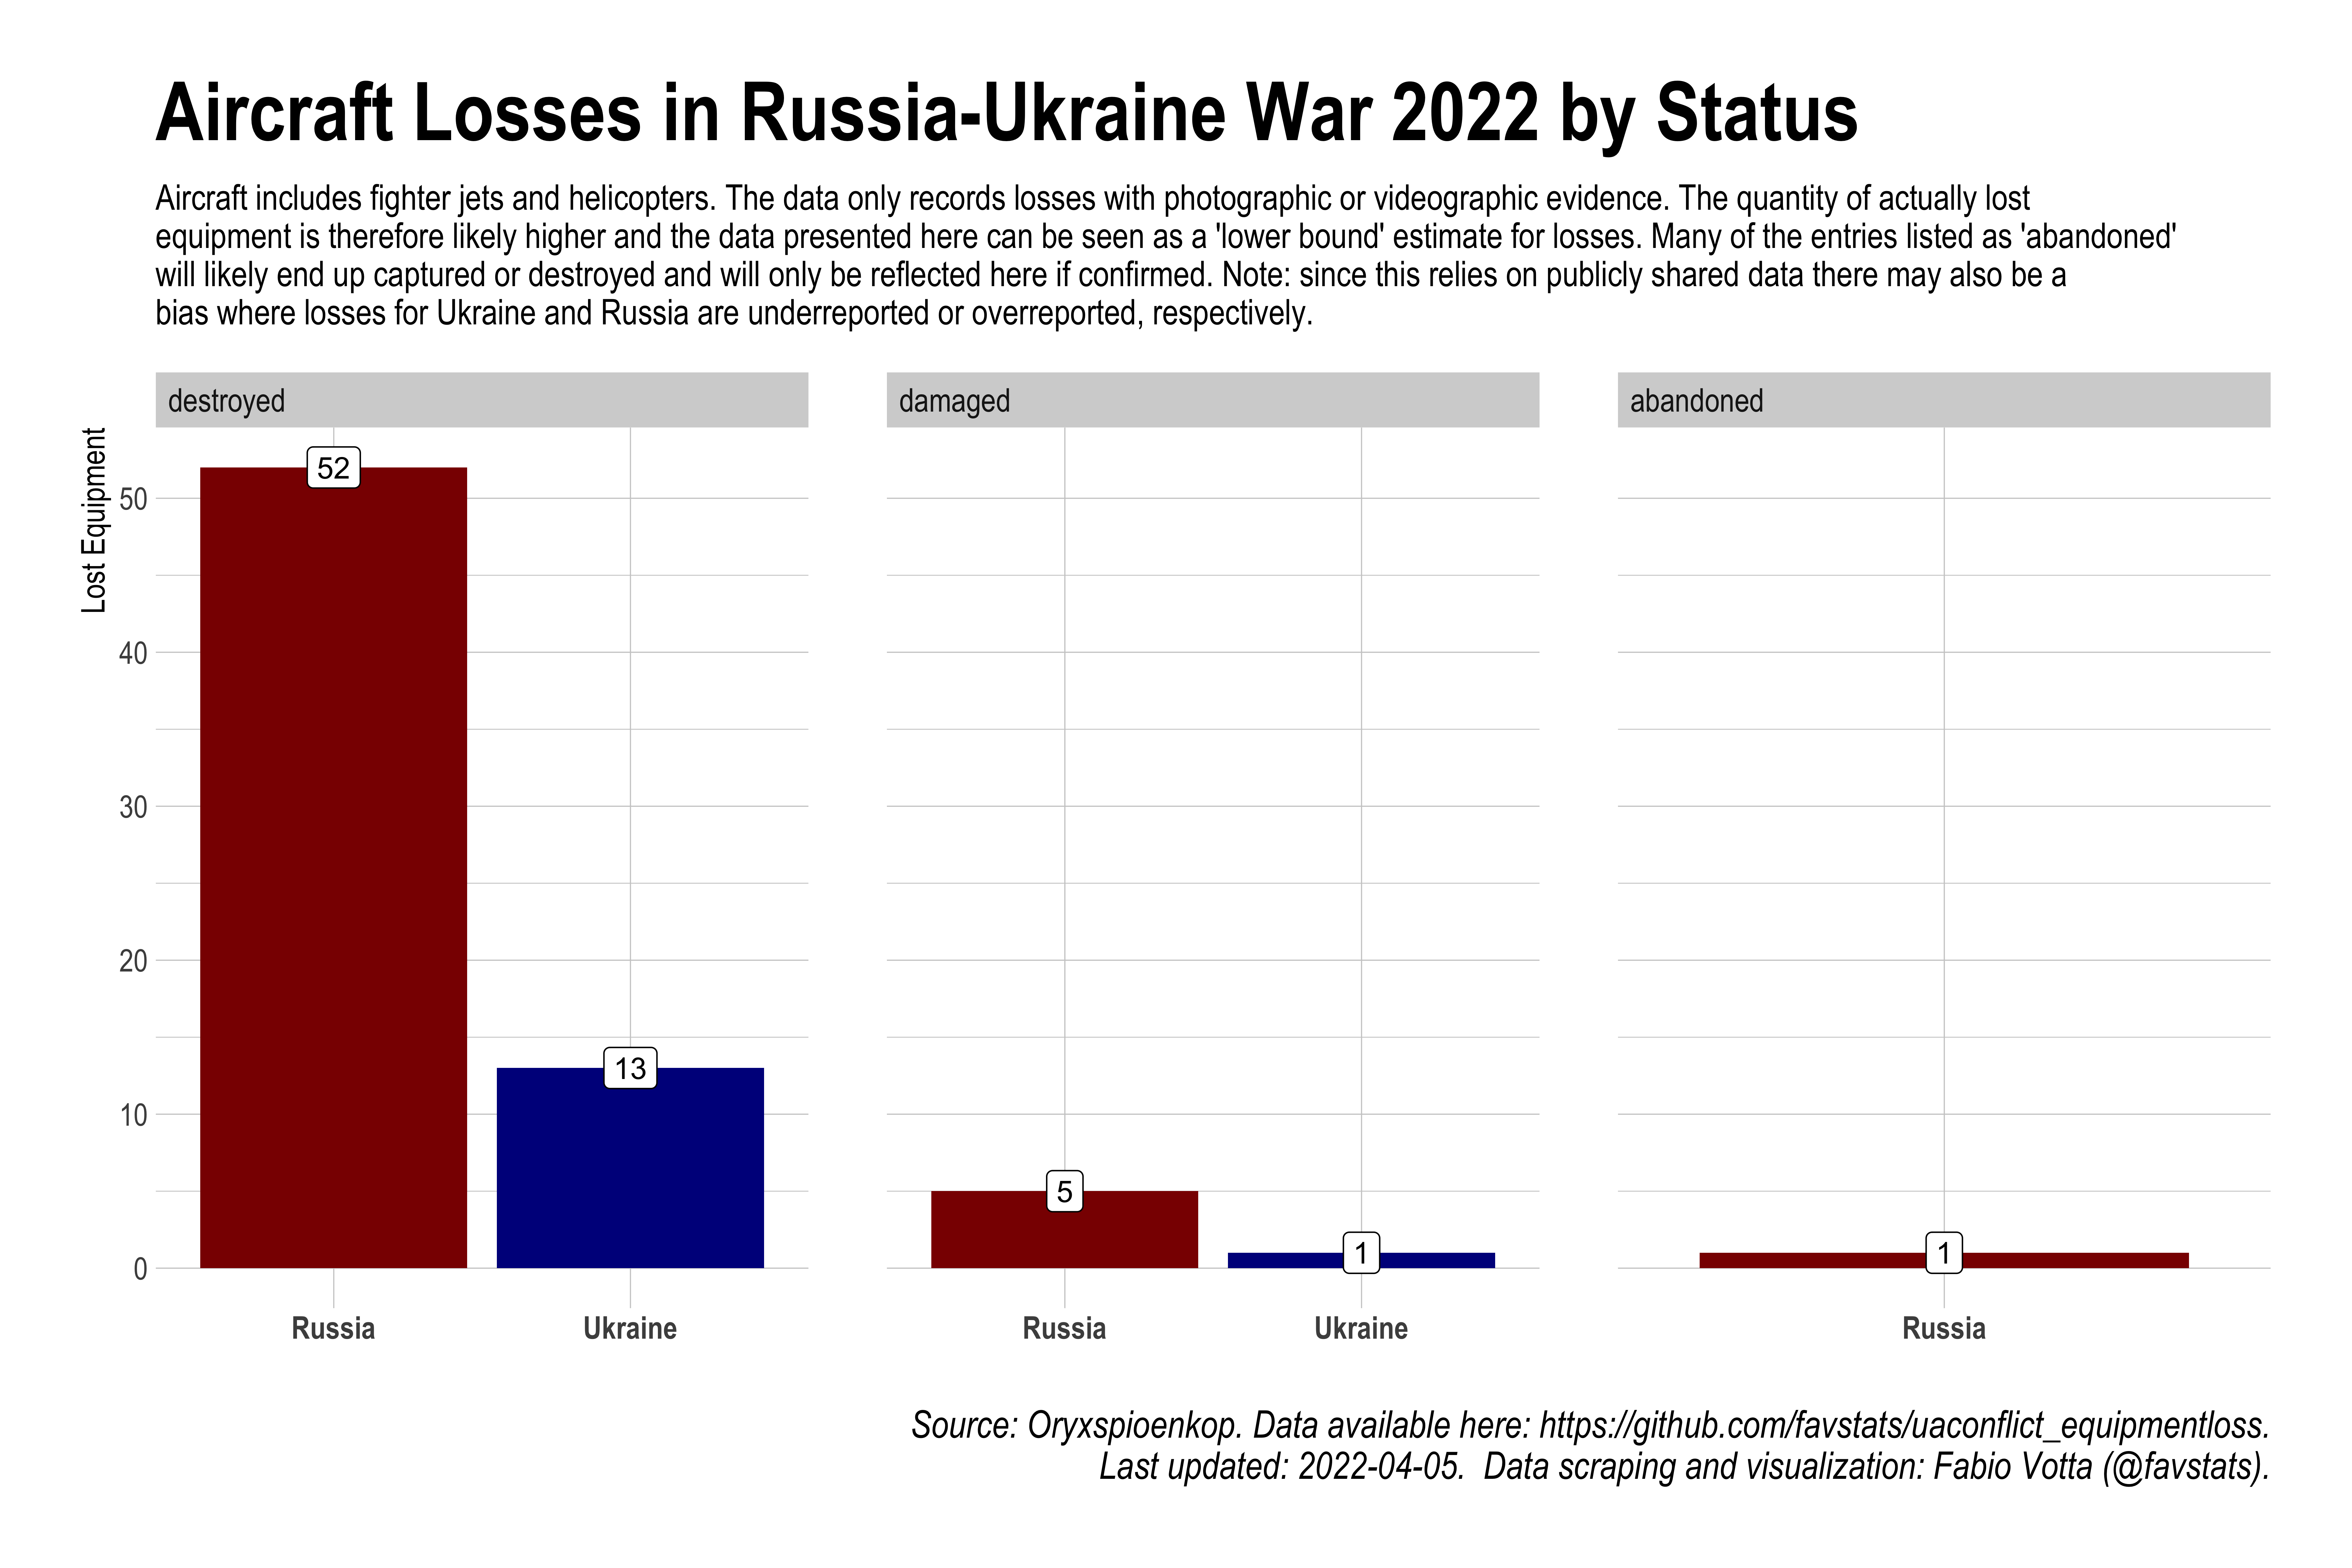 Aircraft Losses in Russia-Ukraine War 2022 by Status
Aircraft includes fighter jets and helicopters. The data only records losses with photographic or videographic evidence. The quantity of actually lost
equipment is therefore likely higher and the data presented here can be seen as a 'lower bound' estimate for losses. Many of the entries listed as 'abandoned'
will likely end up captured or destroyed and will only be reflected here if confirmed. Note: since this relies on publicly shared data there may also be a
bias where losses for Ukraine and Russia are underreported or overreported, respectively.
destroyed
damaged
abandoned
Lost Equipment
50
40
30
20
10
0
52
13
5
1
1
Russia
Ukraine
Russia
Ukraine
Russia
Source: Oryxspioenkop. Data available here: https://github.com/favstats/uaconflict_equipmentloss.
Last updated: 2022-04-05.  Data scraping and visualization: Fabio Votta (@favstats).